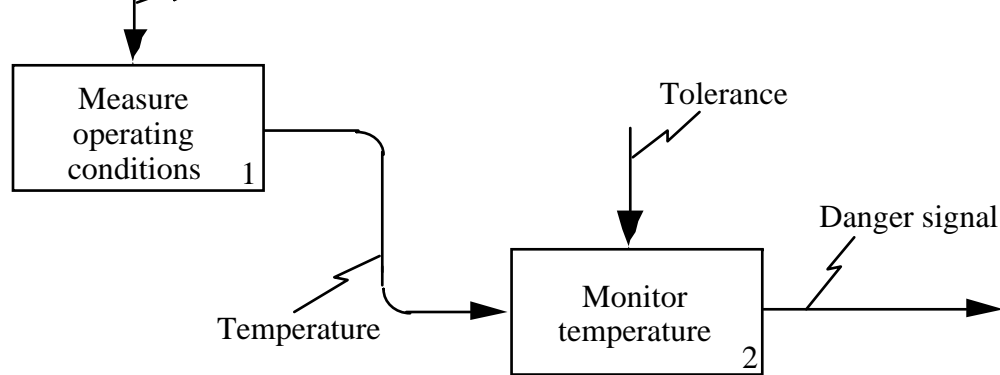 Measure
operating
conditions
1
Tolerance
Danger signal
Temperature
Monitor
temperature
2